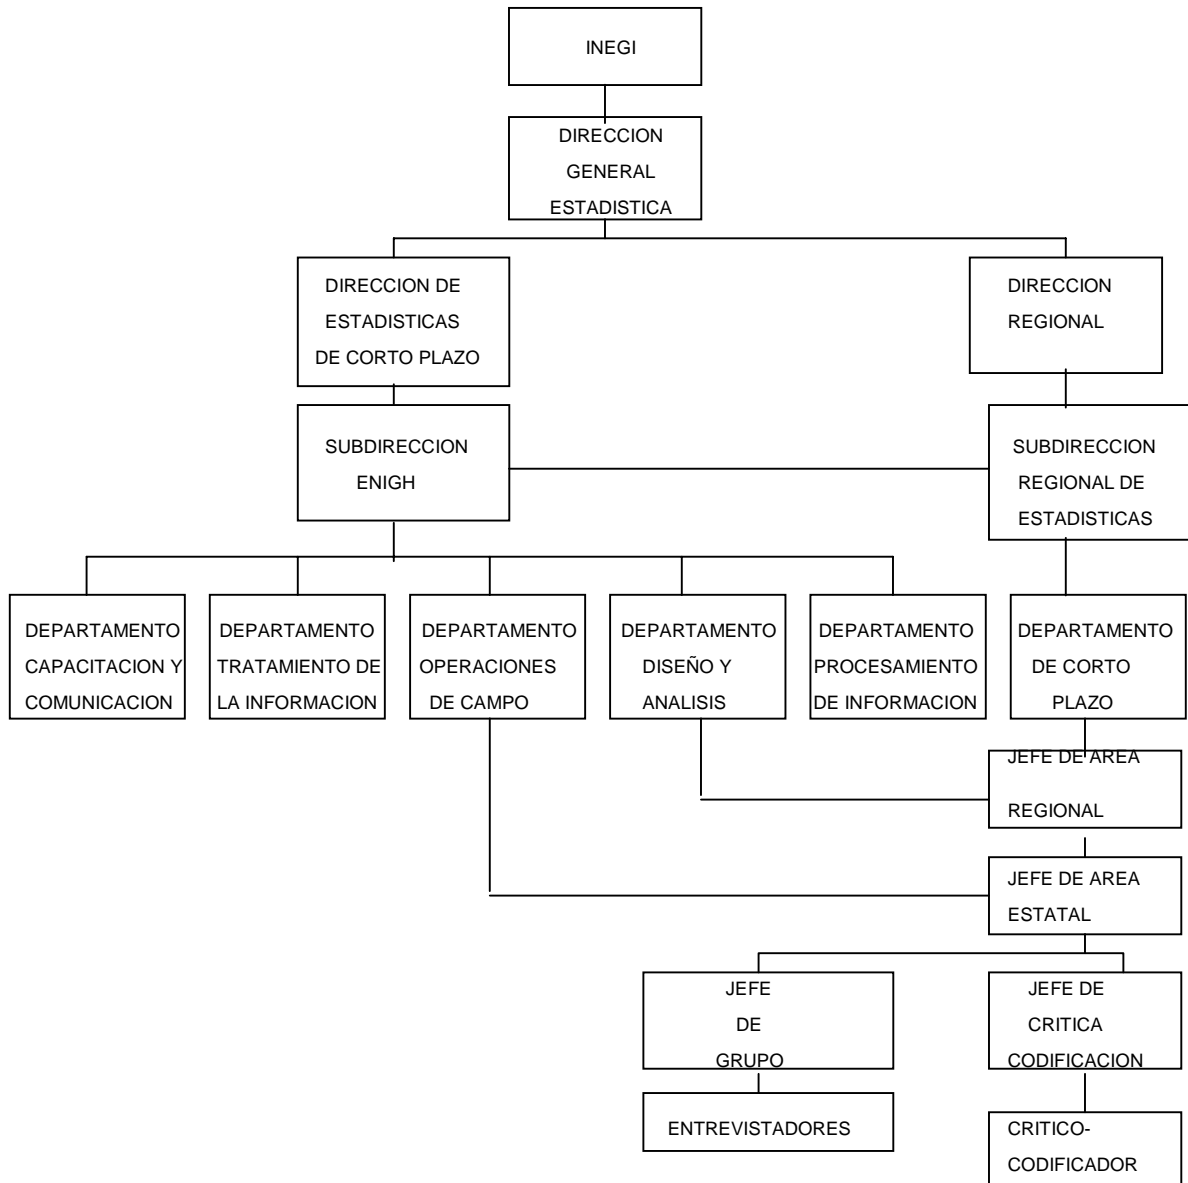 INEGI
DIRECCION
GENERAL
ESTADISTICA
DIRECCION DE
ESTADISTICAS
DE CORTO PLAZO
DIRECCION
REGIONAL
SUBDIRECCION
ENIGH
SUBDIRECCION
REGIONAL DE
ESTADISTICAS
DEPARTAMENTO
CAPACITACION Y
COMUNICACION
DEPARTAMENTO
TRATAMIENTO DE
LA INFORMACION
DEPARTAMENTO
OPERACIONES
DE CAMPO
DEPARTAMENTO
DISEÑO Y
ANALISIS
DEPARTAMENTO
PROCESAMIENTO
DE INFORMACION
DEPARTAMENTO
DE CORTO
PLAZO
JEFE DE AREA
REGIONAL
JEFE DE AREA
ESTATAL
JEFE
DE
GRUPO
JEFE DE
CRITICA
CODIFICACION
ENTREVISTADORES
CRITICO-
CODIFICADOR